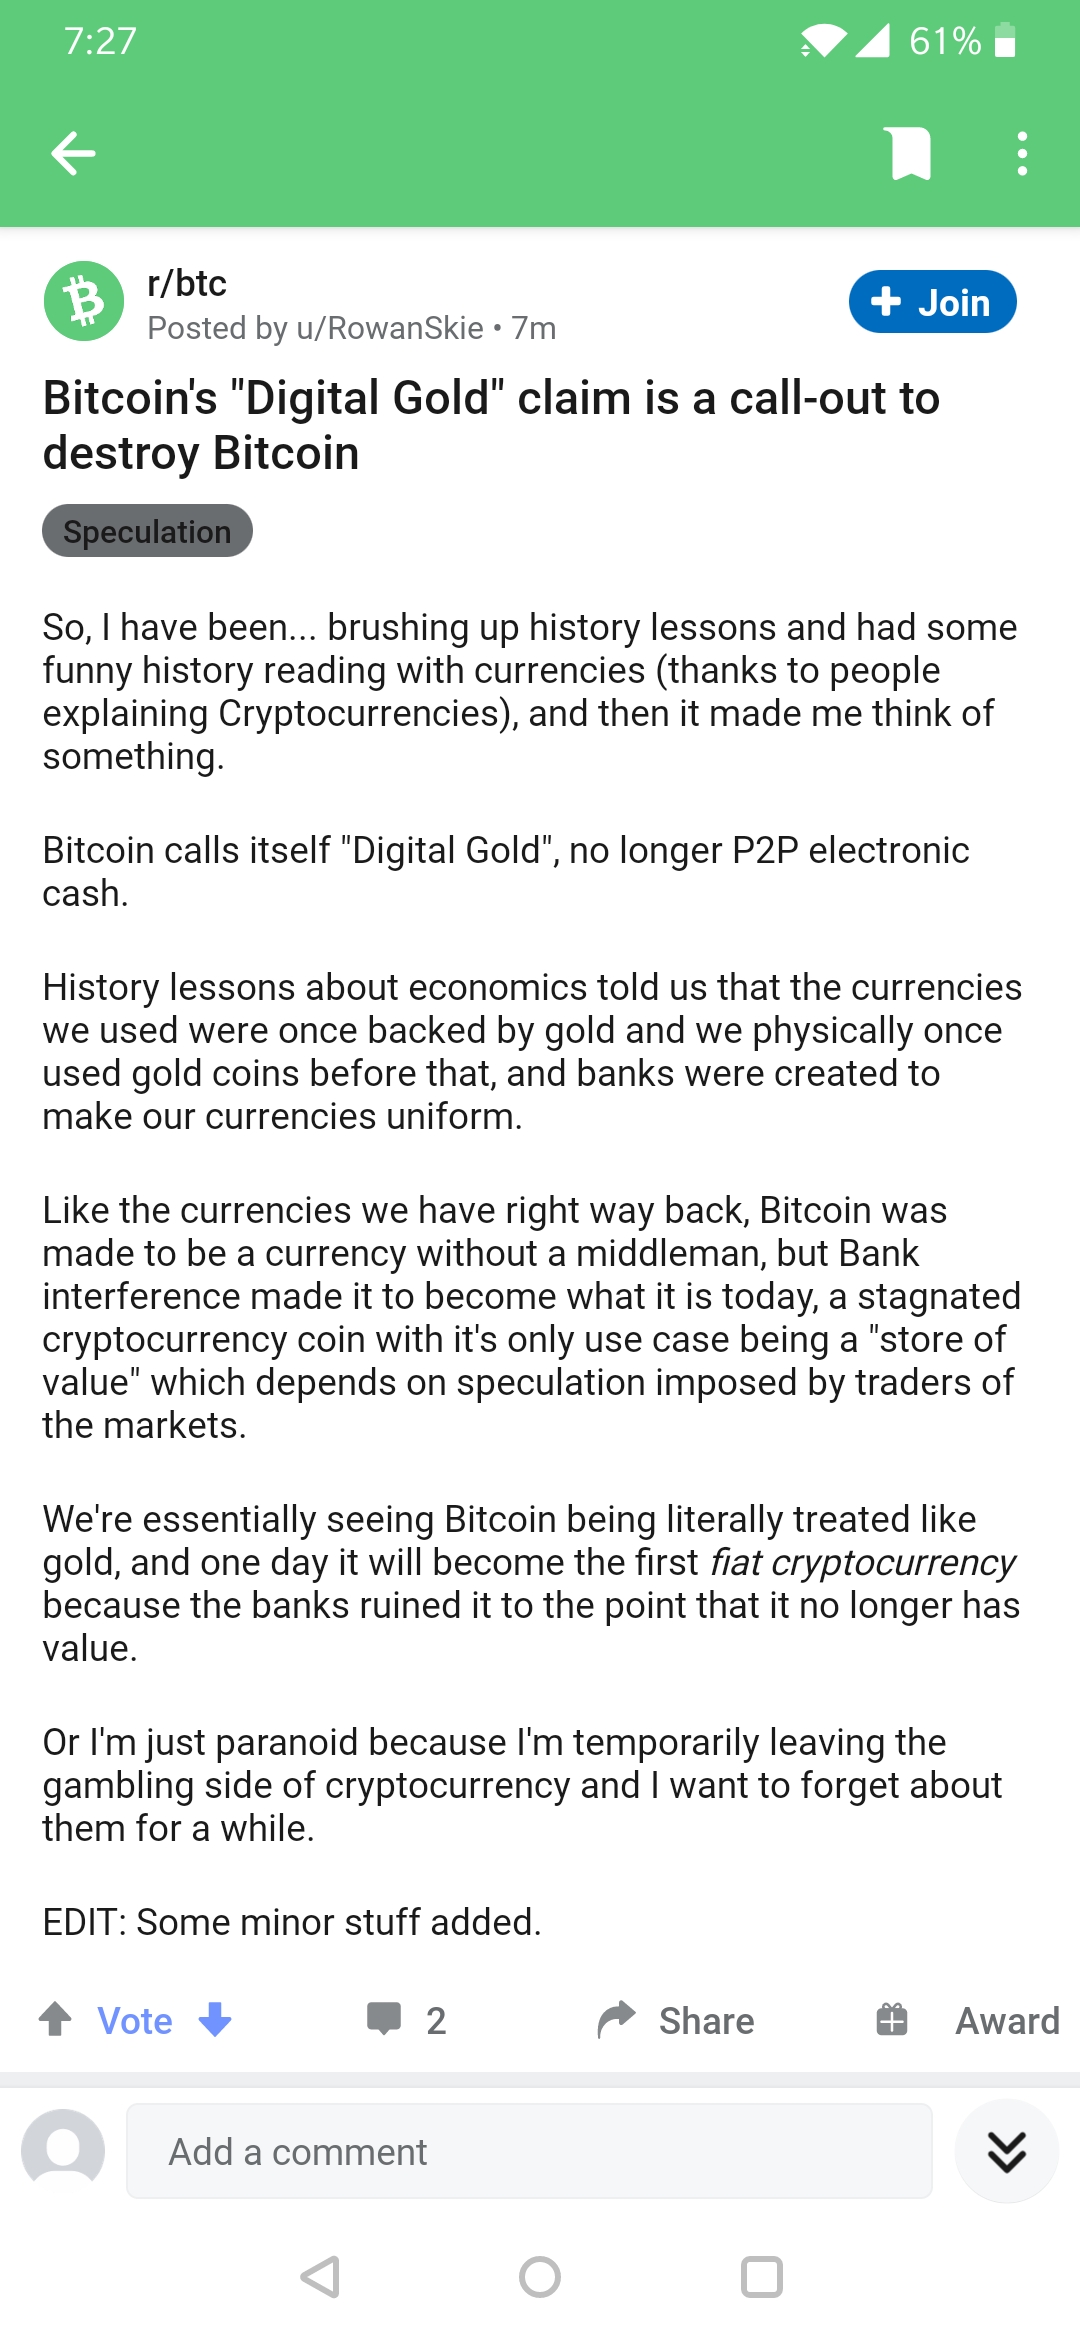 7:27
61%
r/btc
Posted by u/RowanSkie • 7m
Join
Bitcoin's "Digital Gold" claim is a call-out to
destroy Bitcoin
Speculation
So, I have been... brushing up history lessons and had some
funny history reading with currencies (thanks to people
explaining Cryptocurrencies), and then it made me think of
something.
Bitcoin calls itself "Digital Gold", no longer P2P electronic
cash.
History lessons about economics told us that the currencies
we used were once backed by gold and we physically once
used gold coins before that, and banks were created to
make our currencies uniform.
Like the currencies we have right way back, Bitcoin was
made to be a currency without a middleman, but Bank
interference made it to become what it is today, a stagnated
cryptocurrency coin with it's only use case being a "store of
value" which depends on speculation imposed by traders of
the markets.
We're essentially seeing Bitcoin being literally treated like
gold, and one day it will become the first fiat cryptocurrency
because the banks ruined it to the point that it no longer has
value.
Or I'm just paranoid because I'm temporarily leaving the
gambling side of cryptocurrency and I want to forget about
them for a while.
EDIT: Some minor stuff added.
Vote
2
Share
Award
Add a comment